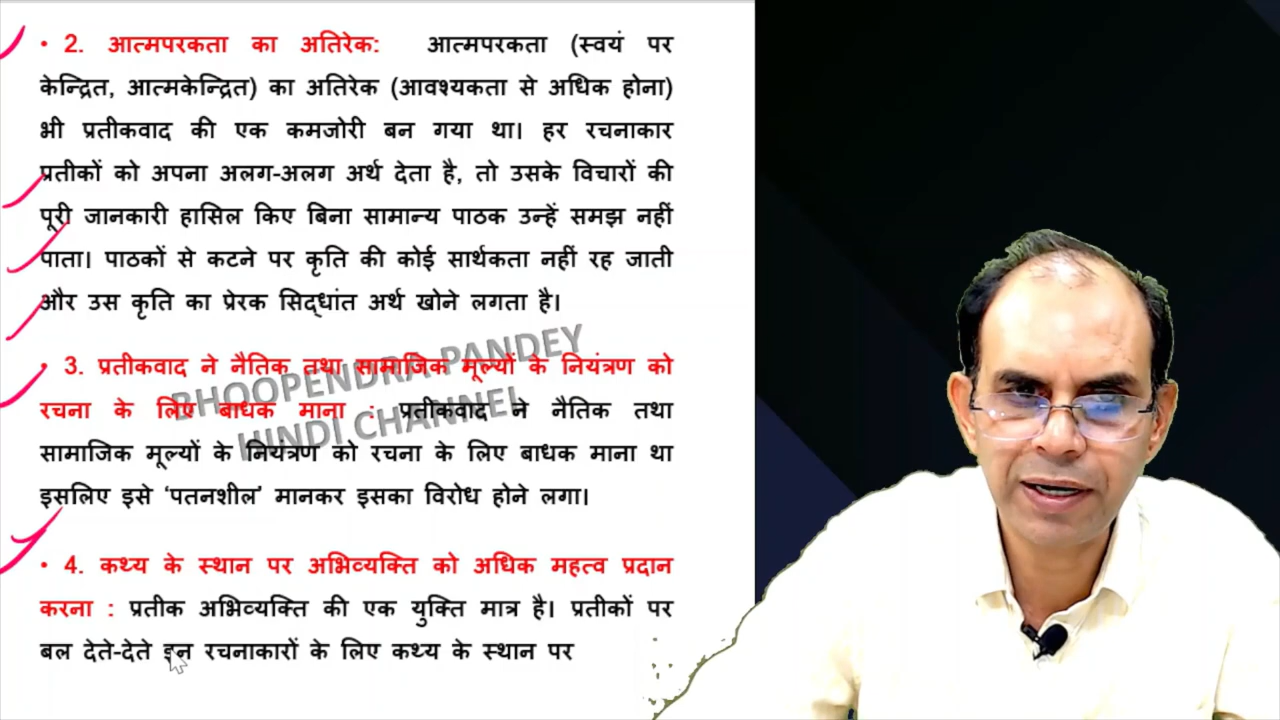 • 2. आत्मपरकता का अतिरेक: आत्मपरकता (स्वयं पर
केन्द्रित, आत्मकेन्द्रित) का अतिरेक (आवश्यकता से अधिक होना)
भी प्रतीकवाद की एक कमजोरी बन गया था। हर रचनाकार
प्रतीकों को अपना अलग-अलग अर्थ देता है, तो उसके विचारों की
पूरी जानकारी हासिल किए बिना सामान्य पाठक उन्हें समझ नहीं
पाता। पाठकों से कटने पर कृति की कोई सार्थकता नहीं रह जाती
और उस कृति का प्रेरक सिद्धांत अर्थ खोने लगता है।
• 3. प्रतीकवाद ने नैतिक तथा सामाजिक मूल्यों के नियंत्रण को
रचना के लिए बाधक माना : प्रतीकवाद ने नैतिक तथा
सामाजिक मूल्यों के नियंत्रण को रचना के लिए बाधक माना था
इसलिए इसे ‘पतनशील’ मानकर इसका विरोध होने लगा।
• 4. कथ्य के स्थान पर अभिव्यक्ति को अधिक महत्व प्रदान
करना : प्रतीक अभिव्यक्ति की एक युक्ति मात्र है। प्रतीकों पर
बल देते-देते इन रचनाकारों के लिए कथ्य के स्थान पर
BHOOPENDRA PANDEY
HINDI CHANNEL